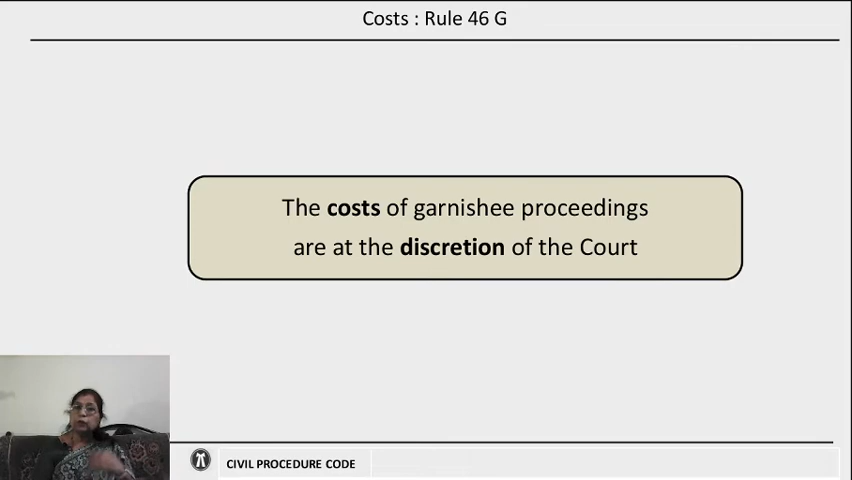 Costs : Rule 46 G
The costs of garnishee proceedings
are at the discretion of the Court
CIVIL PROCEDURE CODE